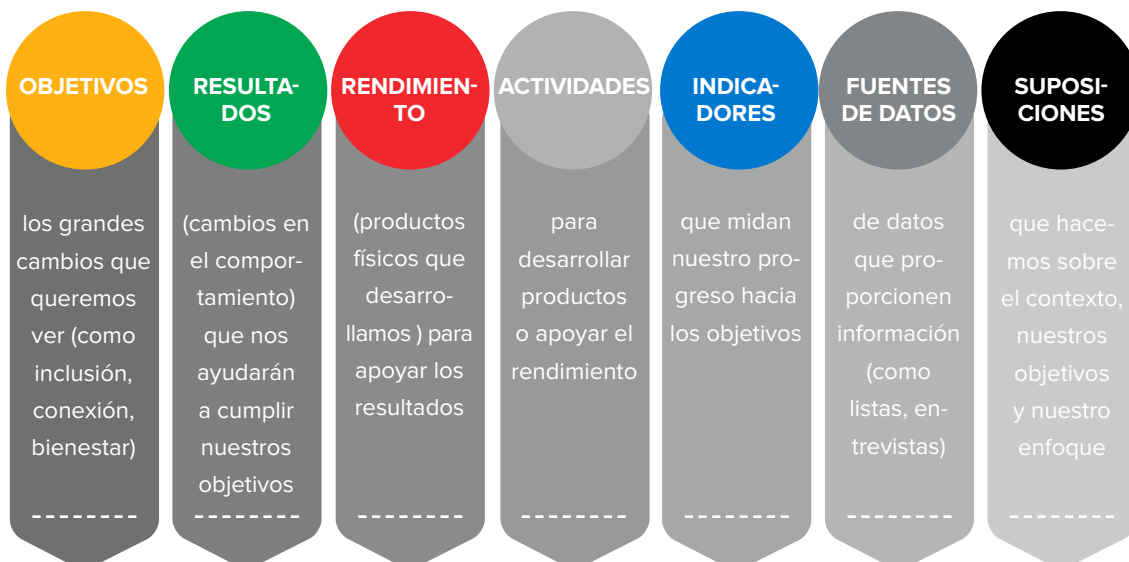 OBJETIVOS
los grandes
cambios que
queremos
ver (como
inclusión,
conexión,
bienestar)
RESULTA-
DOS
(cambios en
el compor-
tamiento)
que nos
ayudarán
a cumplir
nuestros
objetivos
RENDIMIEN-
TO
(productos
físicos que
desarro-
llamos ) para
apoyar los
resultados
ACTIVIDADES
para
desarrollar
productos
o apoyar el
rendimiento
INDICA-
DORES
que midan
nuestro pro-
greso hacia
los objetivos
FUENTES
DE DATOS
de datos
que pro-
porcionen
información
(como
listas, en-
trevistas)
SUPOSI-
CIONES
que hace-
mos sobre
el contexto,
nuestros
objetivos
y nuestro
enfoque